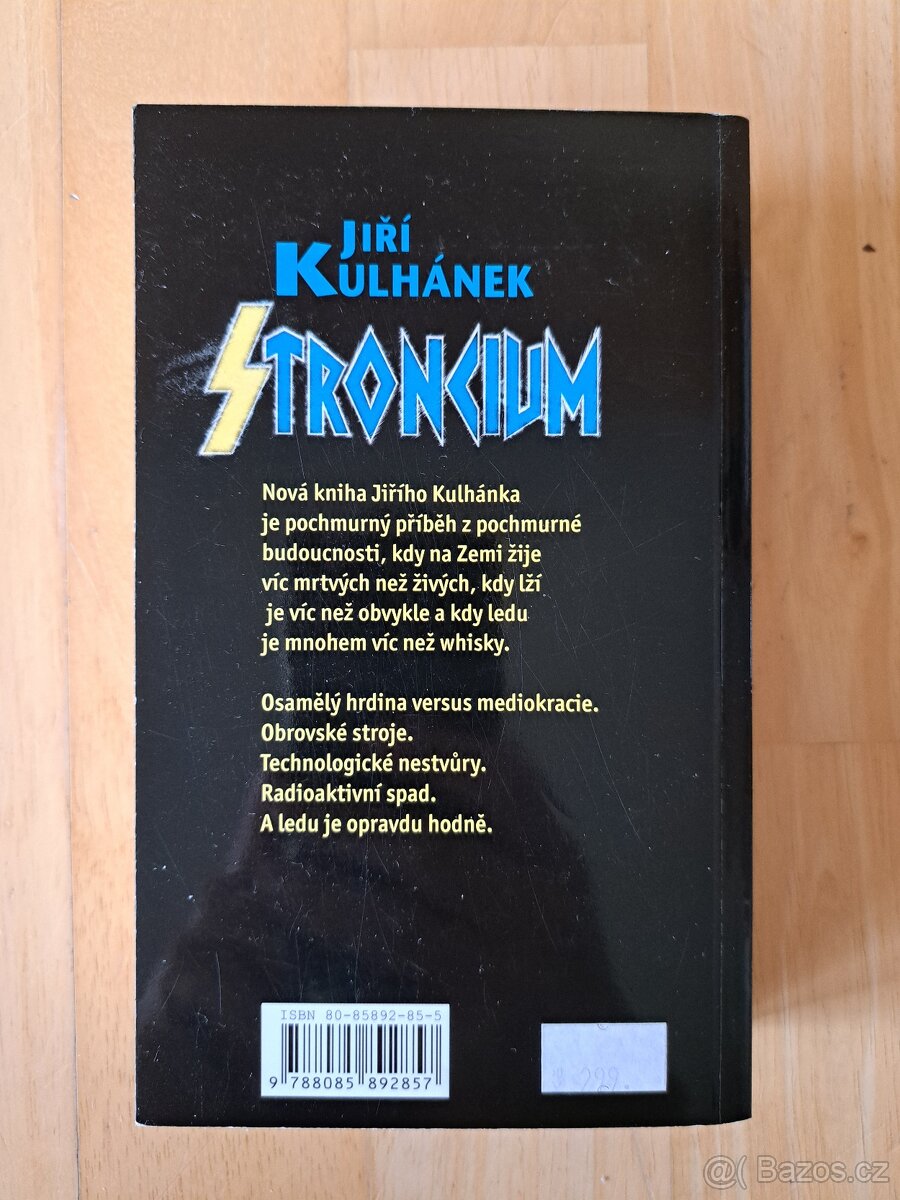 JIŘÍ
KULHÁNEK
STRONCIUM
Nová kniha Jiřího Kulhánka
je pochmurný příběh z pochmurné
budoucnosti, kdy na Zemi žije
víc mrtvých než živých, kdy lží
je víc než obvykle a kdy ledu
je mnohem víc než whisky.
Osamělý hrdina versus mediokracie.
Obrovské stroje.
Technologické nestvůry.
Radioaktivní spad.
A ledu je opravdu hodně.
ISBN 80-85892-85-5
9 788085 892857
@( Bazos.cz